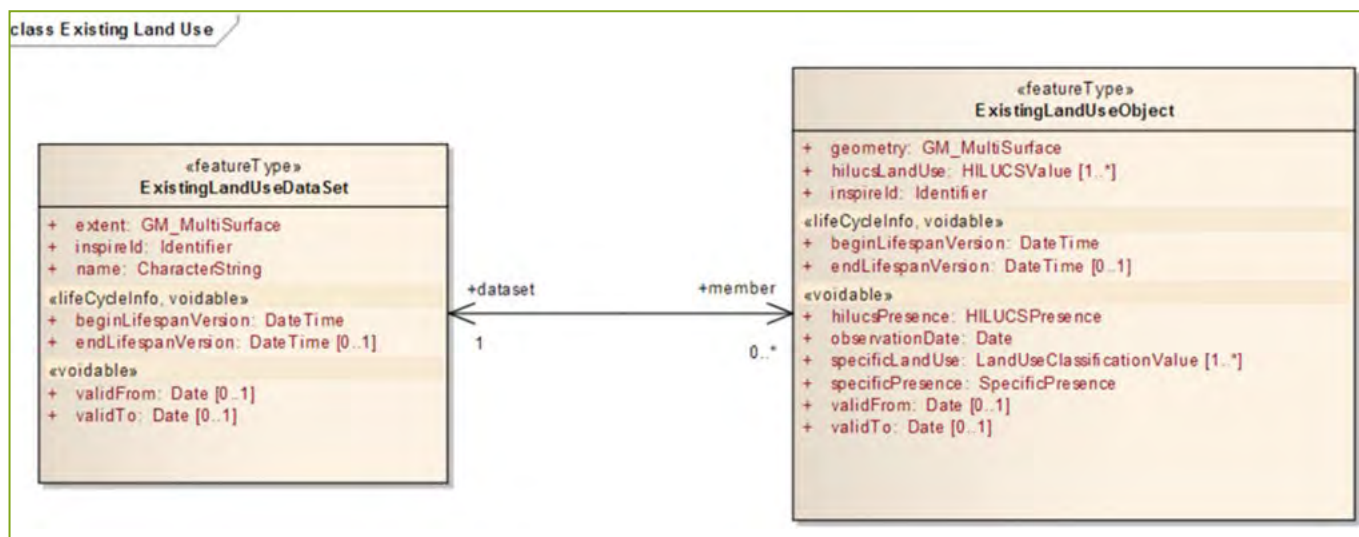 class Existing Land Use
«featureType»
ExistingLandUseDataSet
+ extent: GM_MultiSurface
+ inspireId: Identifier
+ name: CharacterString
«lifeCycleInfo, voidable»
+ beginLifespanVersion: DateTime
+ endLifespanVersion: DateTime [0..1]
«voidable»
+ validFrom: Date [0..1]
+ validTo: Date [0..1]
+dataset
1
+member
0..*
«featureType»
ExistingLandUseObject
+ geometry: GM_MultiSurface
+ hilucsLandUse: HILUCSValue [1..*]
+ inspireId: Identifier
«lifeCycleInfo, voidable»
+ beginLifespanVersion: DateTime
+ endLifespanVersion: DateTime [0..1]
«voidable»
+ hilucsPresence: HILUCSPresence
+ observationDate: Date
+ specificLandUse: LandUseClassificationValue [1..*]
+ specificPresence: SpecificPresence
+ validFrom: Date [0..1]
+ validTo: Date [0..1]